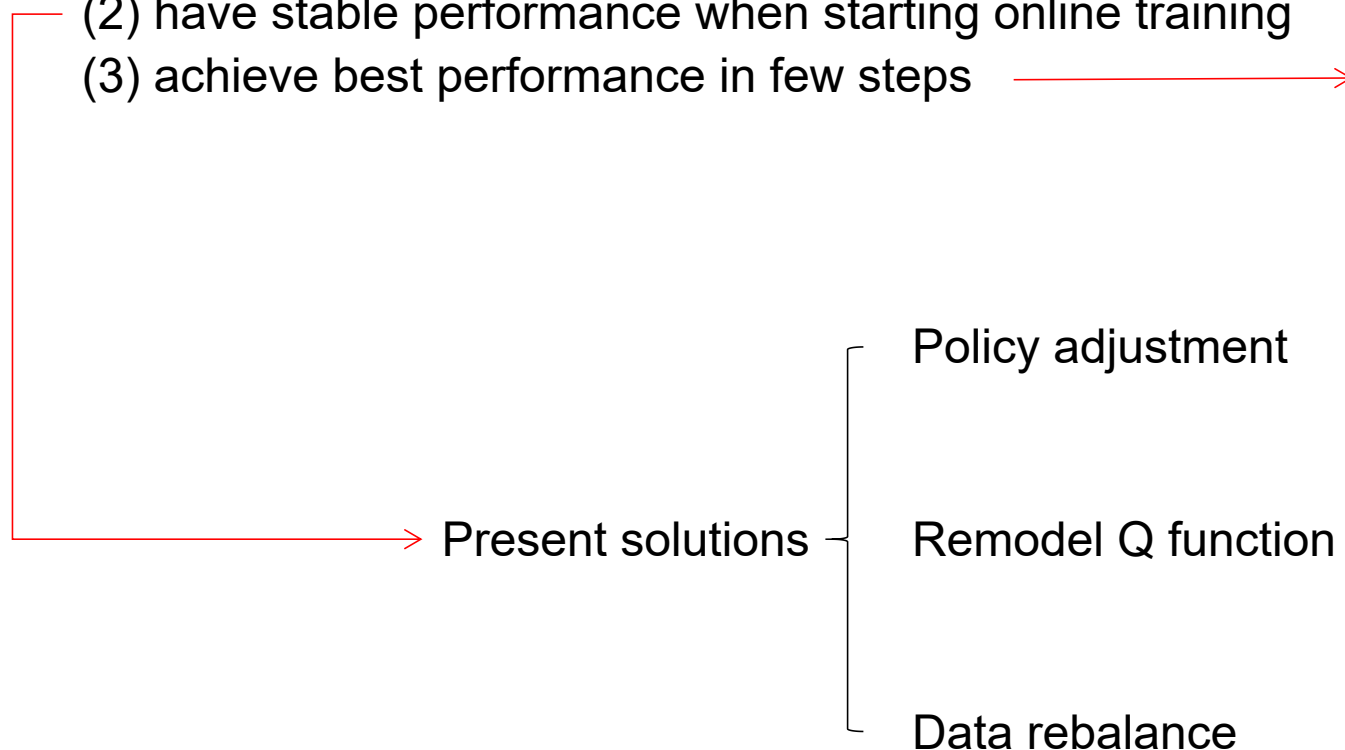 (2) have stable performance when starting online training
(3) achieve best performance in few steps
Policy adjustment
Present solutions
Remodel Q function
Data rebalance